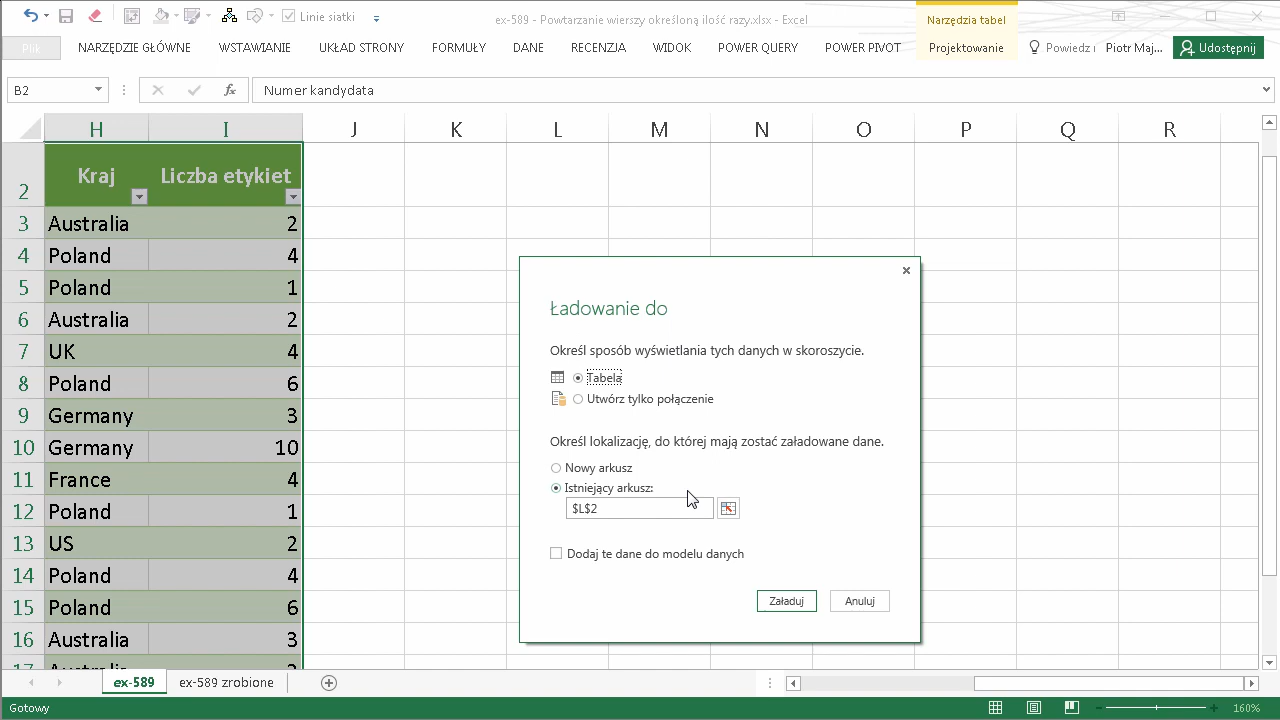 Linie siatki
ex-589 - Powtarzanie wierszy określoną ilość razy.xlsx - Excel
Narzędzia tabel
Plik
NARZĘDZIE GŁÓWNE
WSTAWIANIE
UKŁAD STRONY
FORMUŁY
DANE
RECENZJA
WIDOK
POWER QUERY
POWER PIVOT
Projektowanie
Powiedz
Piotr Maj...
Udostępnij
B2
fx
Numer kandydata
H I J K L M N O P Q R
2 Kraj Liczba etykiet
3 Australia 2
4 Poland 4
5 Poland 1
6 Australia 2
7 UK 4
8 Poland 6
9 Germany 3
10 Germany 10
11 France 4
12 Poland 1
13 US 2
14 Poland 4
15 Poland 6
16 Australia 3
Ładowanie do
Określ sposób wyświetlania tych danych w skoroszycie.
Tabela
Utwórz tylko połączenie
Określ lokalizację, do której mają zostać załadowane dane.
Nowy arkusz
Istniejący arkusz:
$L$2
Dodaj te dane do modelu danych
Załaduj
Anuluj
ex-589
ex-589 zrobione
Gotowy
160%